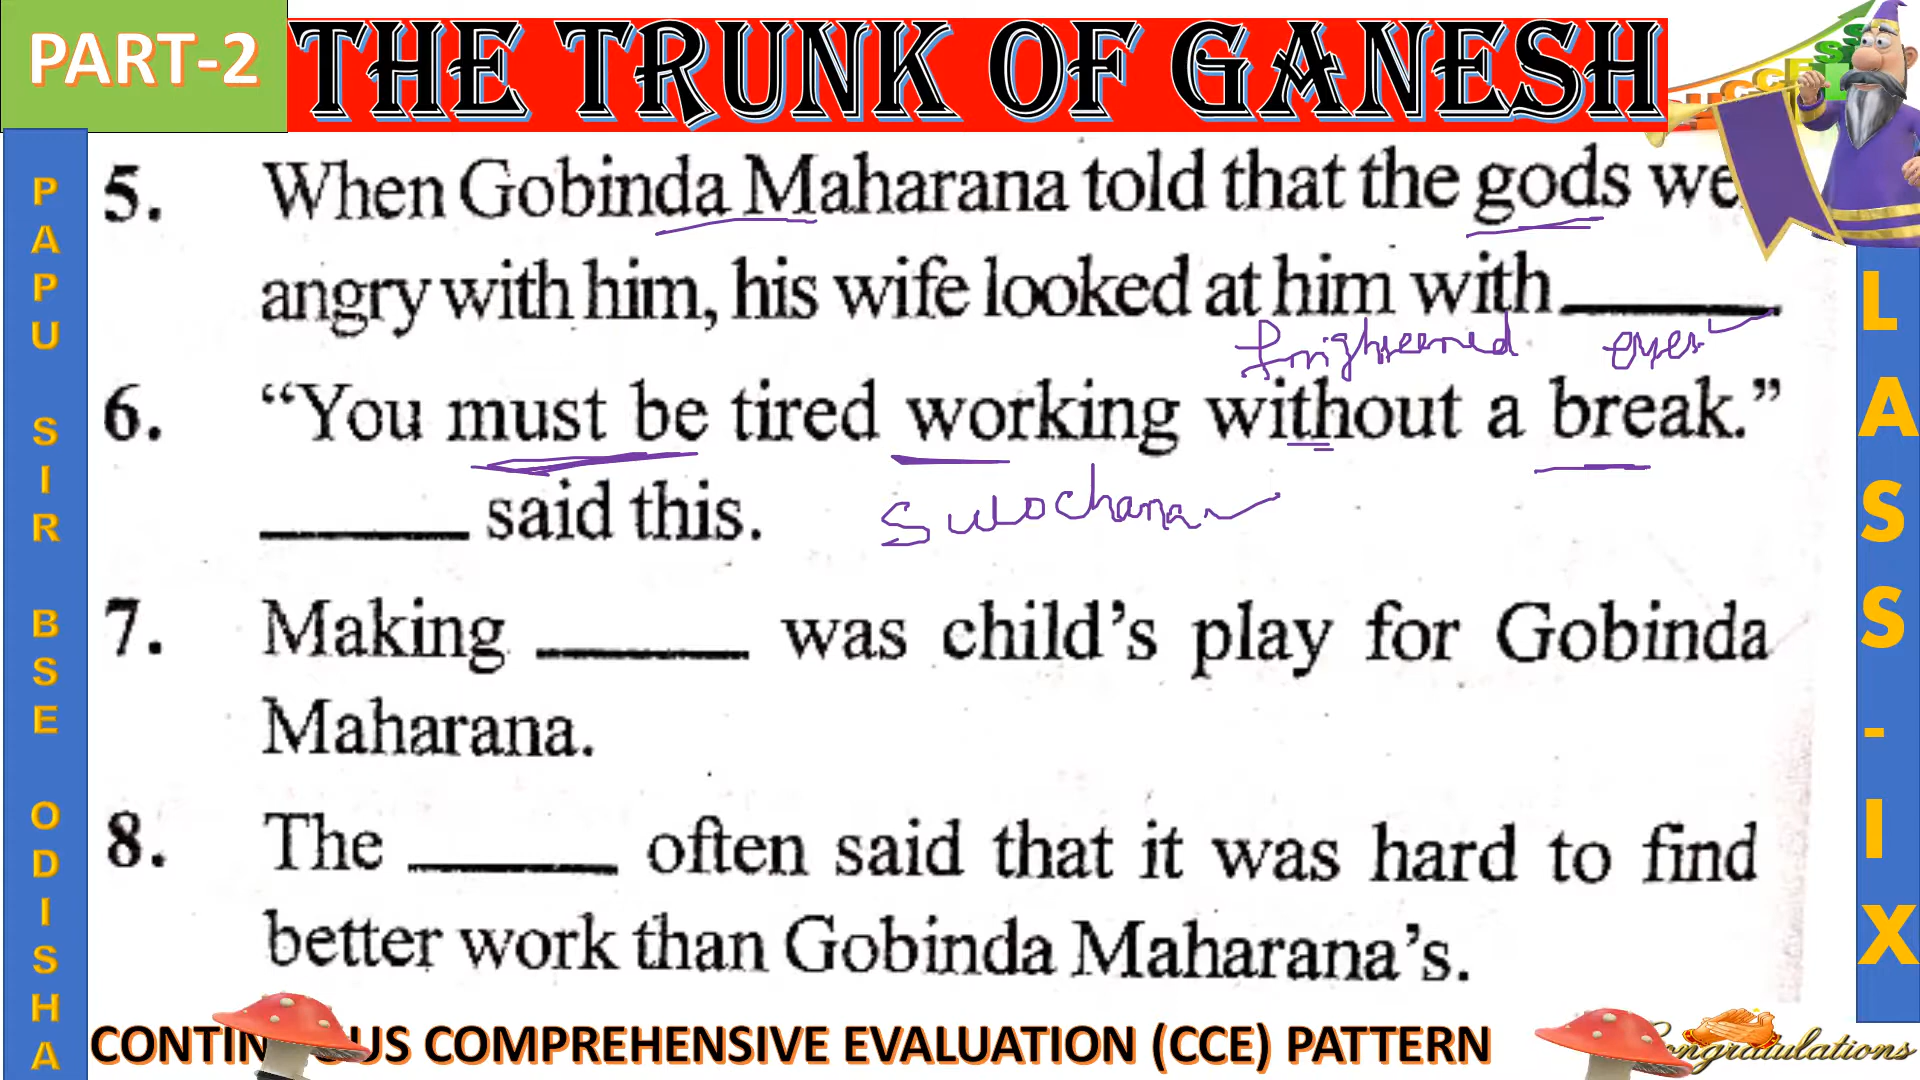 PART-2
THE TRUNK OF GANESH
PAPU SIR BSE ODISHA
5. When Gobinda Maharana told that the gods we
angry with him, his wife looked at him with ______
frightened eyes
6. “You must be tired working without a break.”
______ said this.
Sulochana
7. Making ______ was child’s play for Gobinda
Maharana.
8. The ______ often said that it was hard to find
better work than Gobinda Maharana’s.
LASS-IX
CONTIN US COMPREHENSIVE EVALUATION (CCE) PATTERN
ongratulations